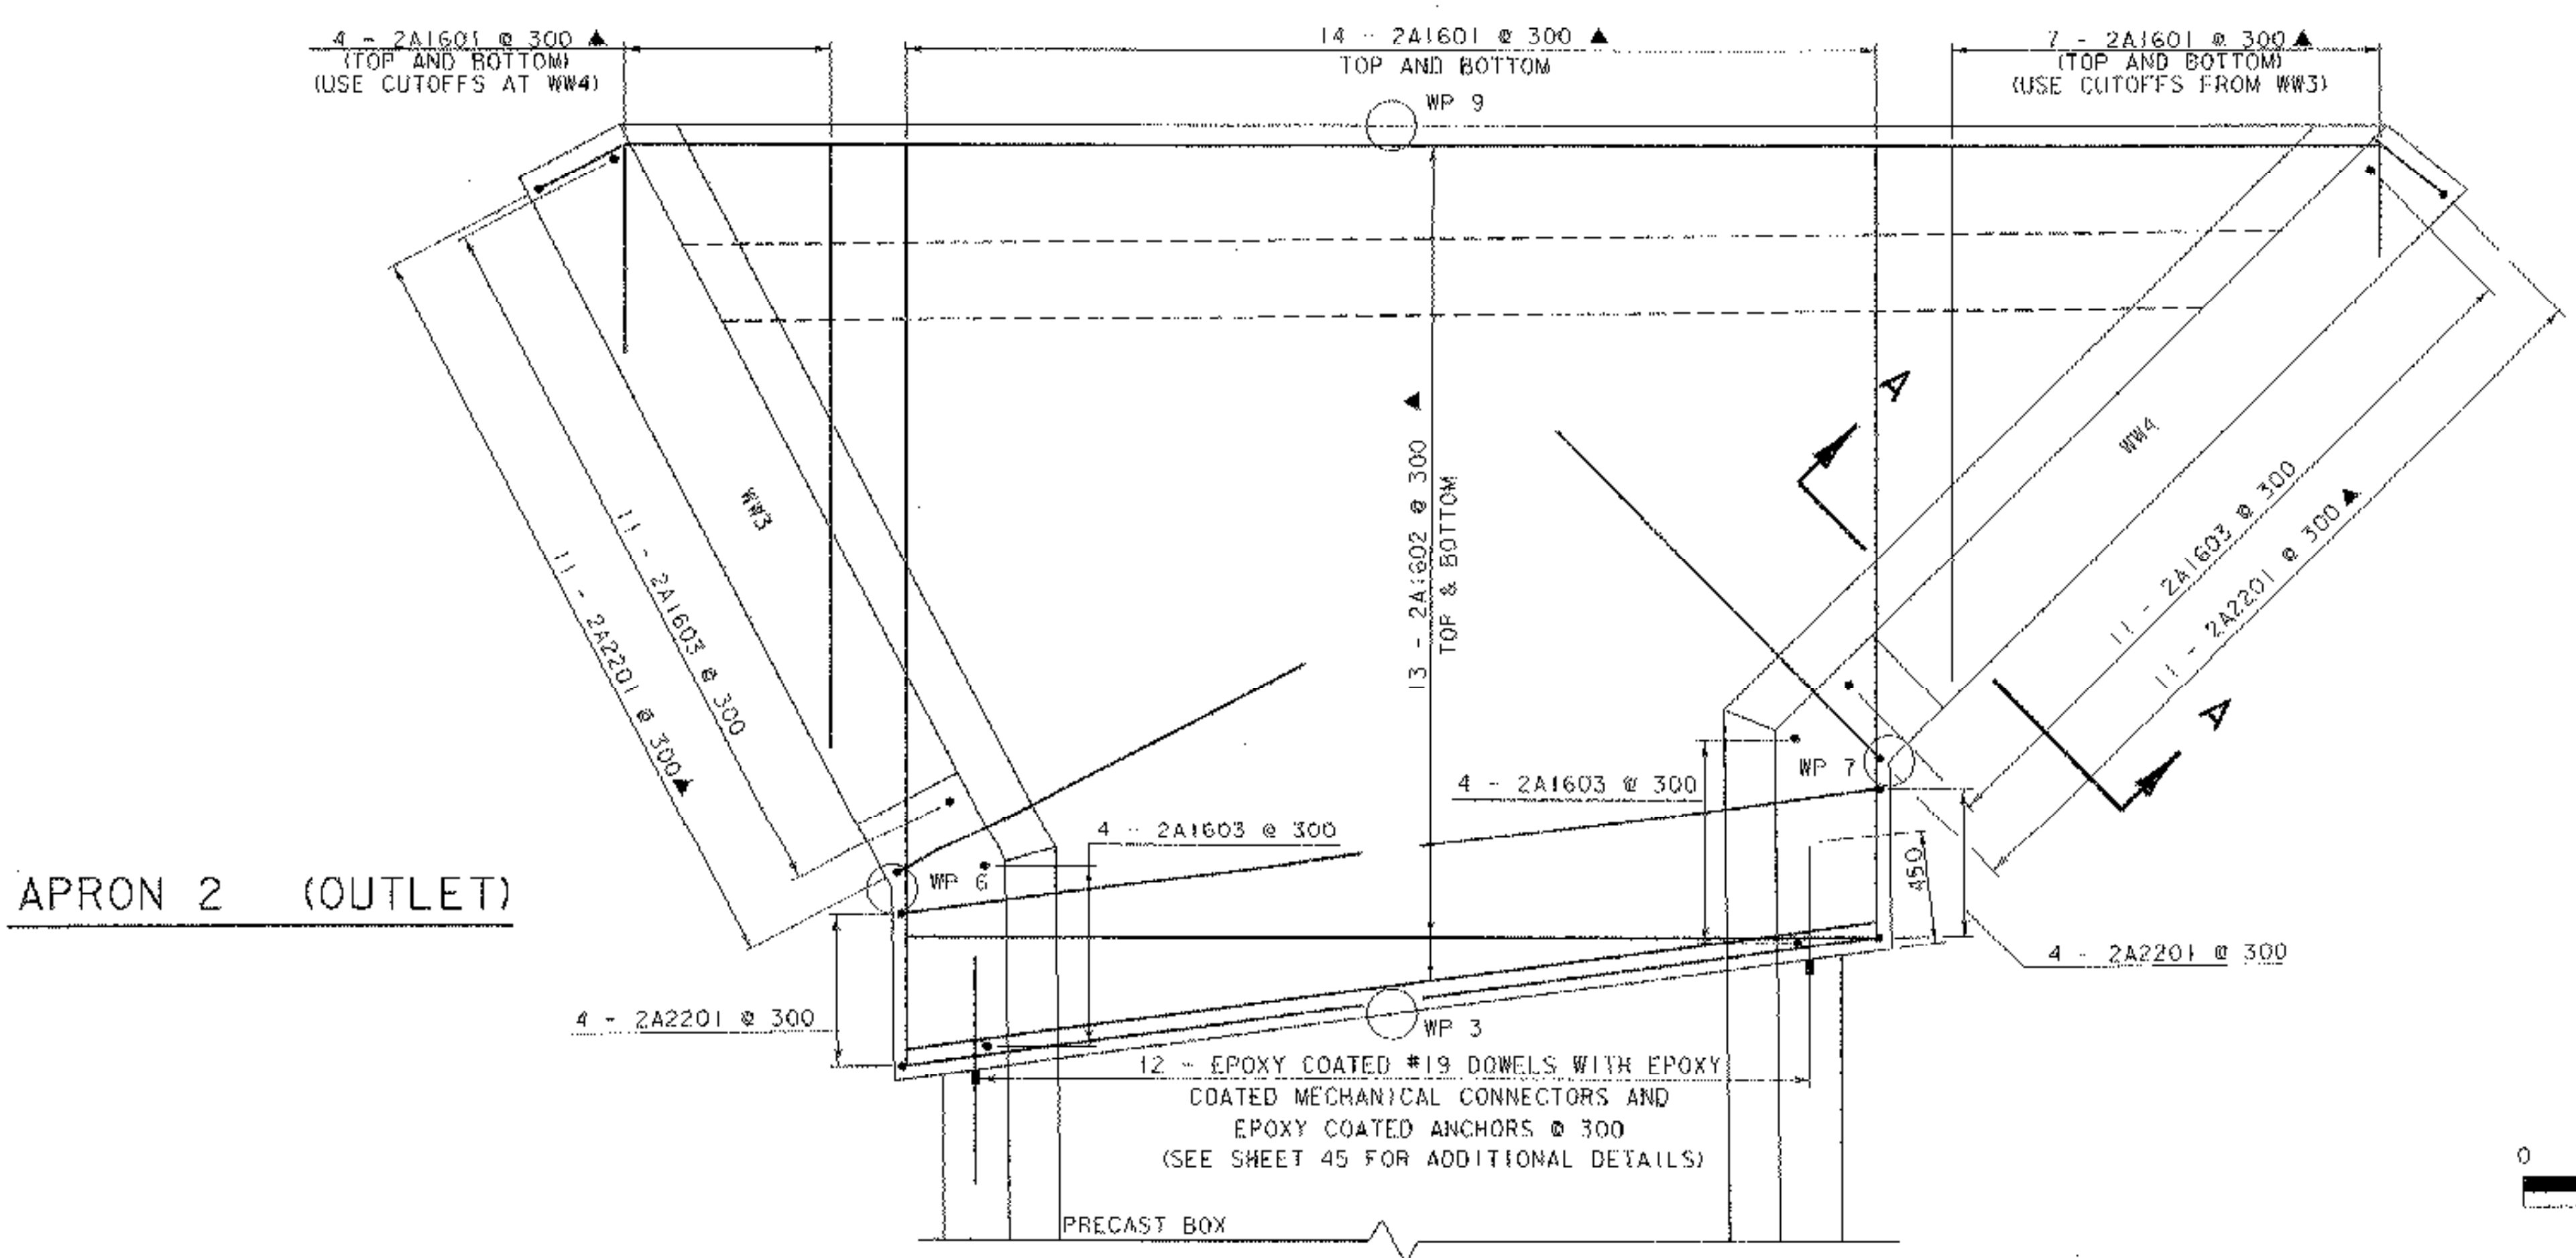 4 - 2A1601 @ 300 ▲
(TOP AND BOTTOM)
(USE CUTOFFS AT WW4)
14 - 2A1601 @ 300 ▲
TOP AND BOTTOM
7 - 2A1601 @ 300 ▲
(TOP AND BOTTOM)
(USE CUTOFFS FROM WW3)
WP 9
A
WW4
WW3
13 - 2A1602 @ 300 ▲
TOP & BOTTOM
11 - 2A1603 @ 300
11 - 2A2201 @ 300 ▲
11 - 2A1603 @ 300
11 - 2A2201 @ 300 ▲
A
WP 7
4 - 2A1603 @ 300
4 - 2A1603 @ 300
450
WP 6
APRON 2 (OUTLET)
4 - 2A2201 @ 300
4 - 2A2201 @ 300
WP 3
12 - EPOXY COATED #19 DOWELS WITH EPOXY
COATED MECHANICAL CONNECTORS AND
EPOXY COATED ANCHORS @ 300
(SEE SHEET 45 FOR ADDITIONAL DETAILS)
0
PRECAST BOX